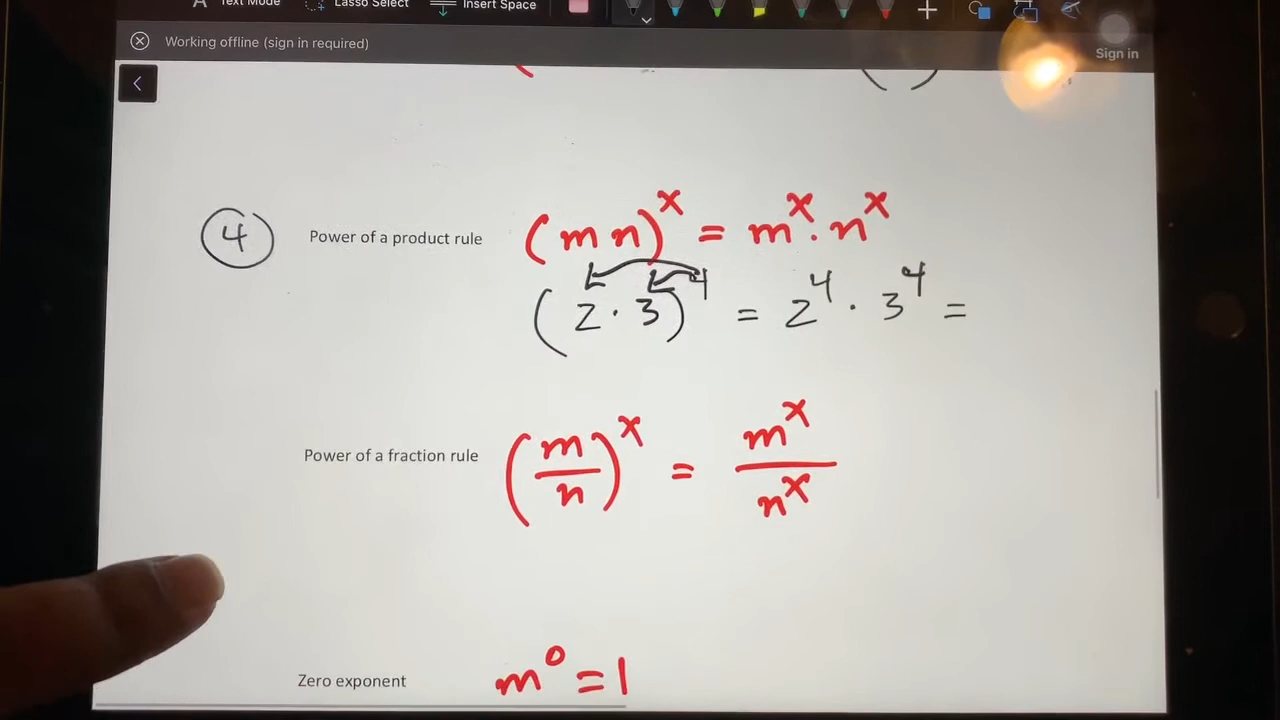 Text Mode Lasso Select Insert Space
Working offline (sign in required)
Sign in
4 Power of a product rule (mn)^x = m^x · n^x
(2 · 3)^4 = 2^4 · 3^4 =
Power of a fraction rule (m/n)^x = m^x/n^x
Zero exponent m^0 = 1